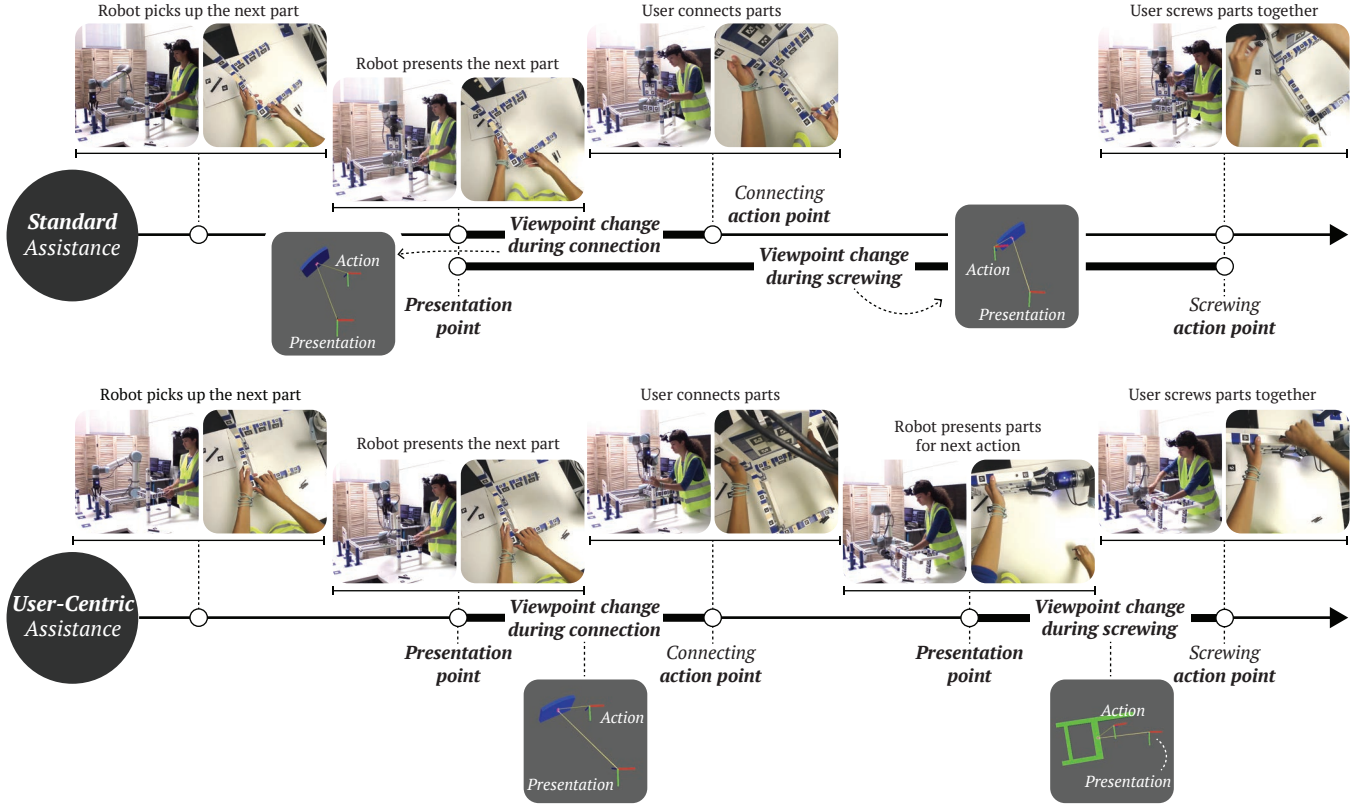 Robot picks up the next part
User connects parts
User screws parts together
Robot presents the next part
Standard
Assistance
Connecting
action point
Viewpoint change
during connection
Viewpoint change
during screwing
Action
Presentation
Presentation
point
Action
Presentation
Screwing
action point
Robot picks up the next part
User connects parts
User screws parts together
Robot presents the next part
Robot presents parts
for next action
User-Centric
Assistance
Viewpoint change
during connection
Viewpoint change
during screwing
Presentation
point
Connecting
action point
Presentation
point
Screwing
action point
Action
Presentation
Action
Presentation